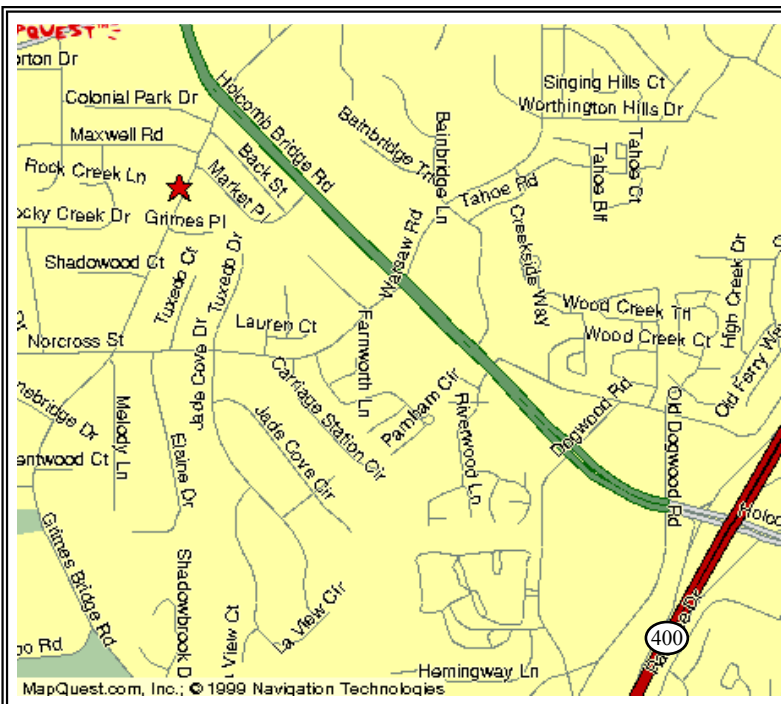 PQUEST
orton Dr
Colonial Park Dr
Holcomb Bridge Rd
Singing Hills Ct
Worthington Hills Dr
Maxwell Rd
Back St
Bainbridge Trl
Bainbridge Ln
Tahoe Blf
Tahoe Ct
Rock Creek Ln
Market Pl
Tahoe Rd
ocky Creek Dr
Grimes Pl
Creekside Way
Shadowood Ct
Tuxedo Ct
Tuxedo Dr
Warsaw Rd
High Creek Dr
Wood Creek Trl
Wood Creek Ct
Dr
Norcross St
Lauren Ct
Farnworth Ln
Old Ferry Wa
Jade Cove Dr
Carriage Station Cir
Parnham Cir
Dogwood Rd
Old Dogwood Rd
nebridge Dr
Melody Ln
Elaine Dr
Jade Cove Cir
Riverwood Ln
entwood Ct
Holco
Grimes Bridge Rd
Shadowbrook D
View Ct
La View Cir
400
go Rd
Hemingway Ln
MapQuest.com, Inc.; © 1999 Navigation Technologies